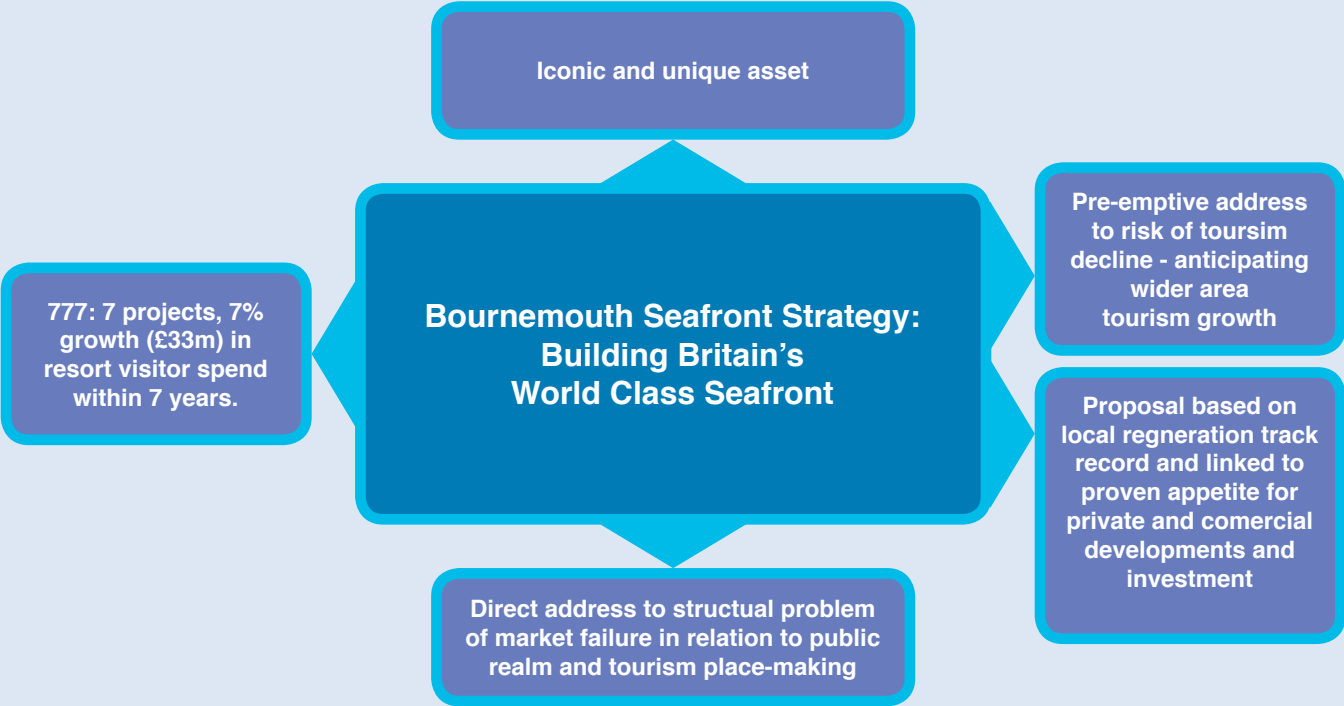 Iconic and unique asset
Bournemouth Seafront Strategy:
Building Britain’s
World Class Seafront
777: 7 projects, 7%
growth (£33m) in
resort visitor spend
within 7 years.
Pre-emptive address
to risk of toursim
decline - anticipating
wider area
tourism growth
Proposal based on
local regneration track
record and linked to
proven appetite for
private and comercial
developments and
investment
Direct address to structual problem
of market failure in relation to public
realm and tourism place-making